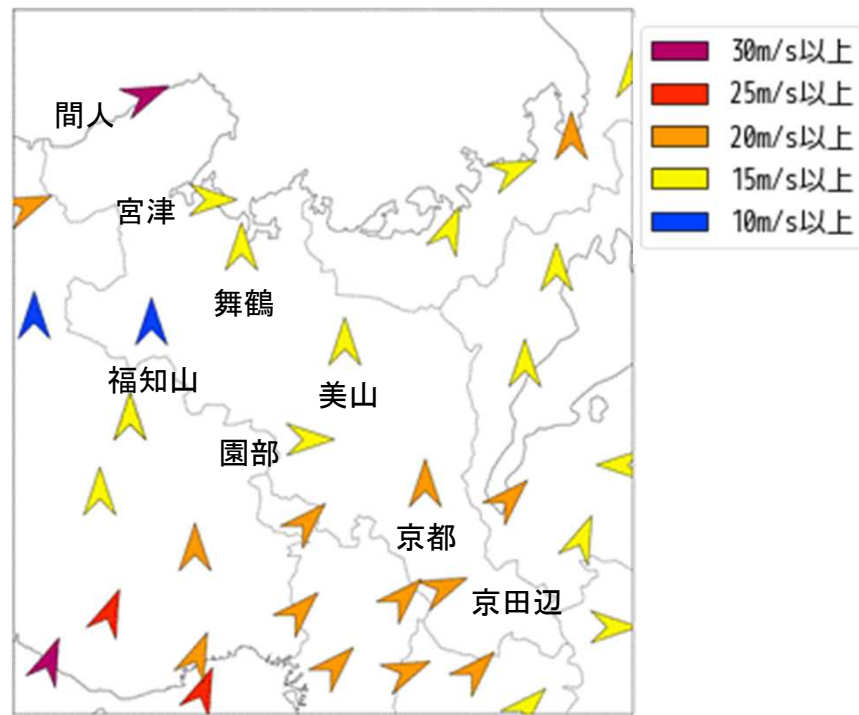 30m/s以上
25m/s以上
20m/s以上
15m/s以上
10m/s以上
間人
宮津
舞鶴
福知山
美山
園部
京都
京田辺